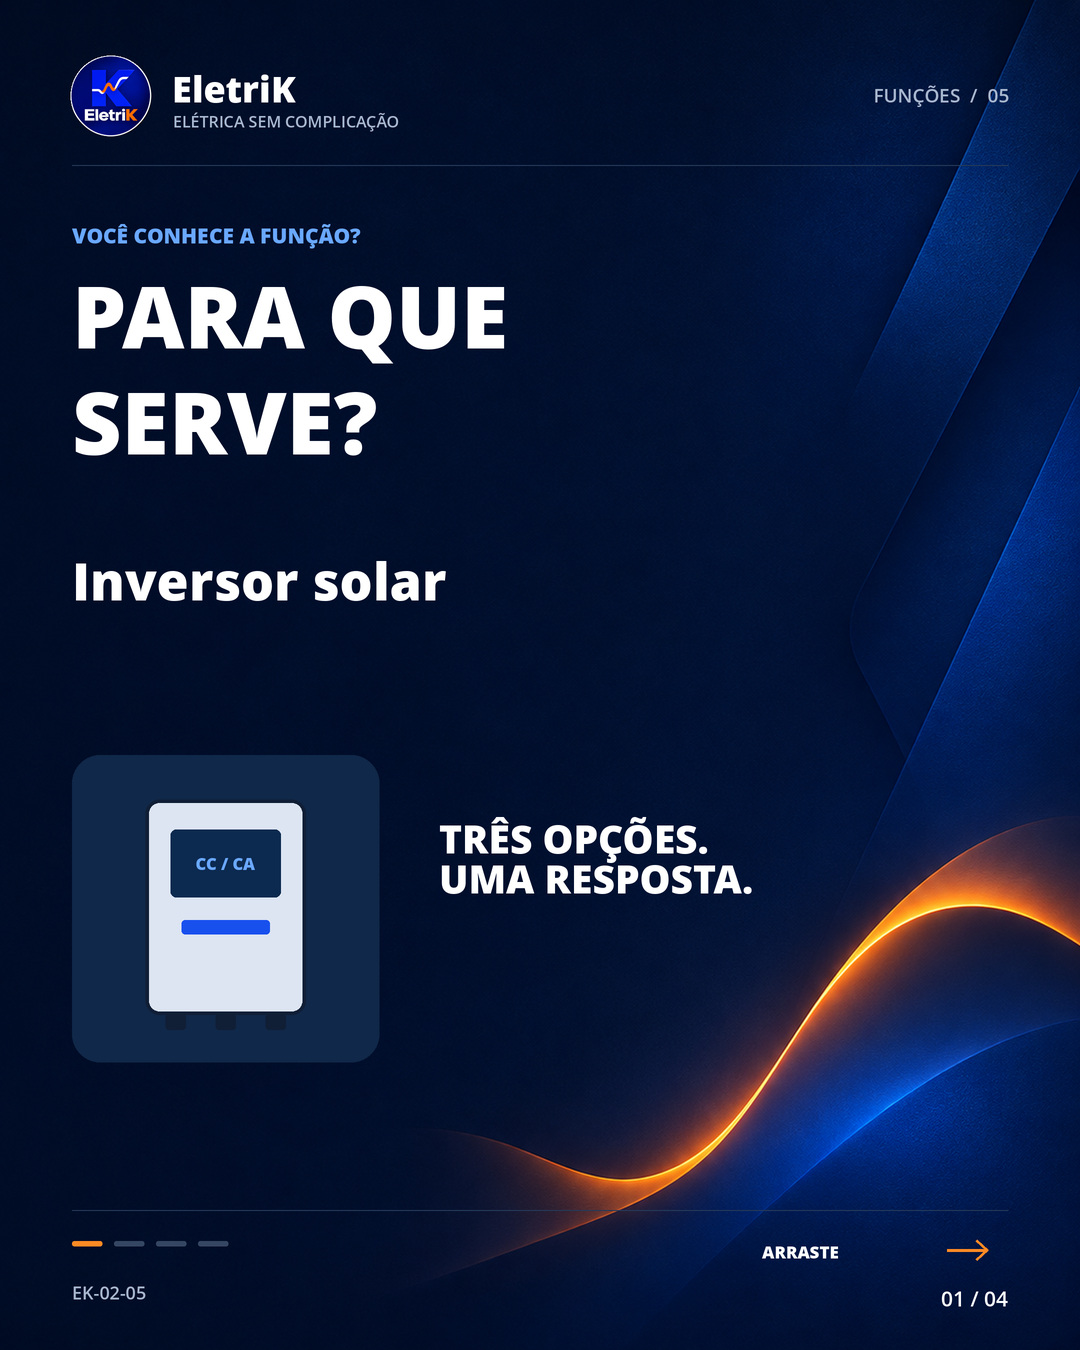 EletriK
EletriK
ELÉTRICA SEM COMPLICAÇÃO
FUNÇÕES / 05
VOCÊ CONHECE A FUNÇÃO?
PARA QUE
SERVE?
Inversor solar
CC / CA
TRÊS OPÇÕES.
UMA RESPOSTA.
ARRASTE
EK-02-05
01 / 04